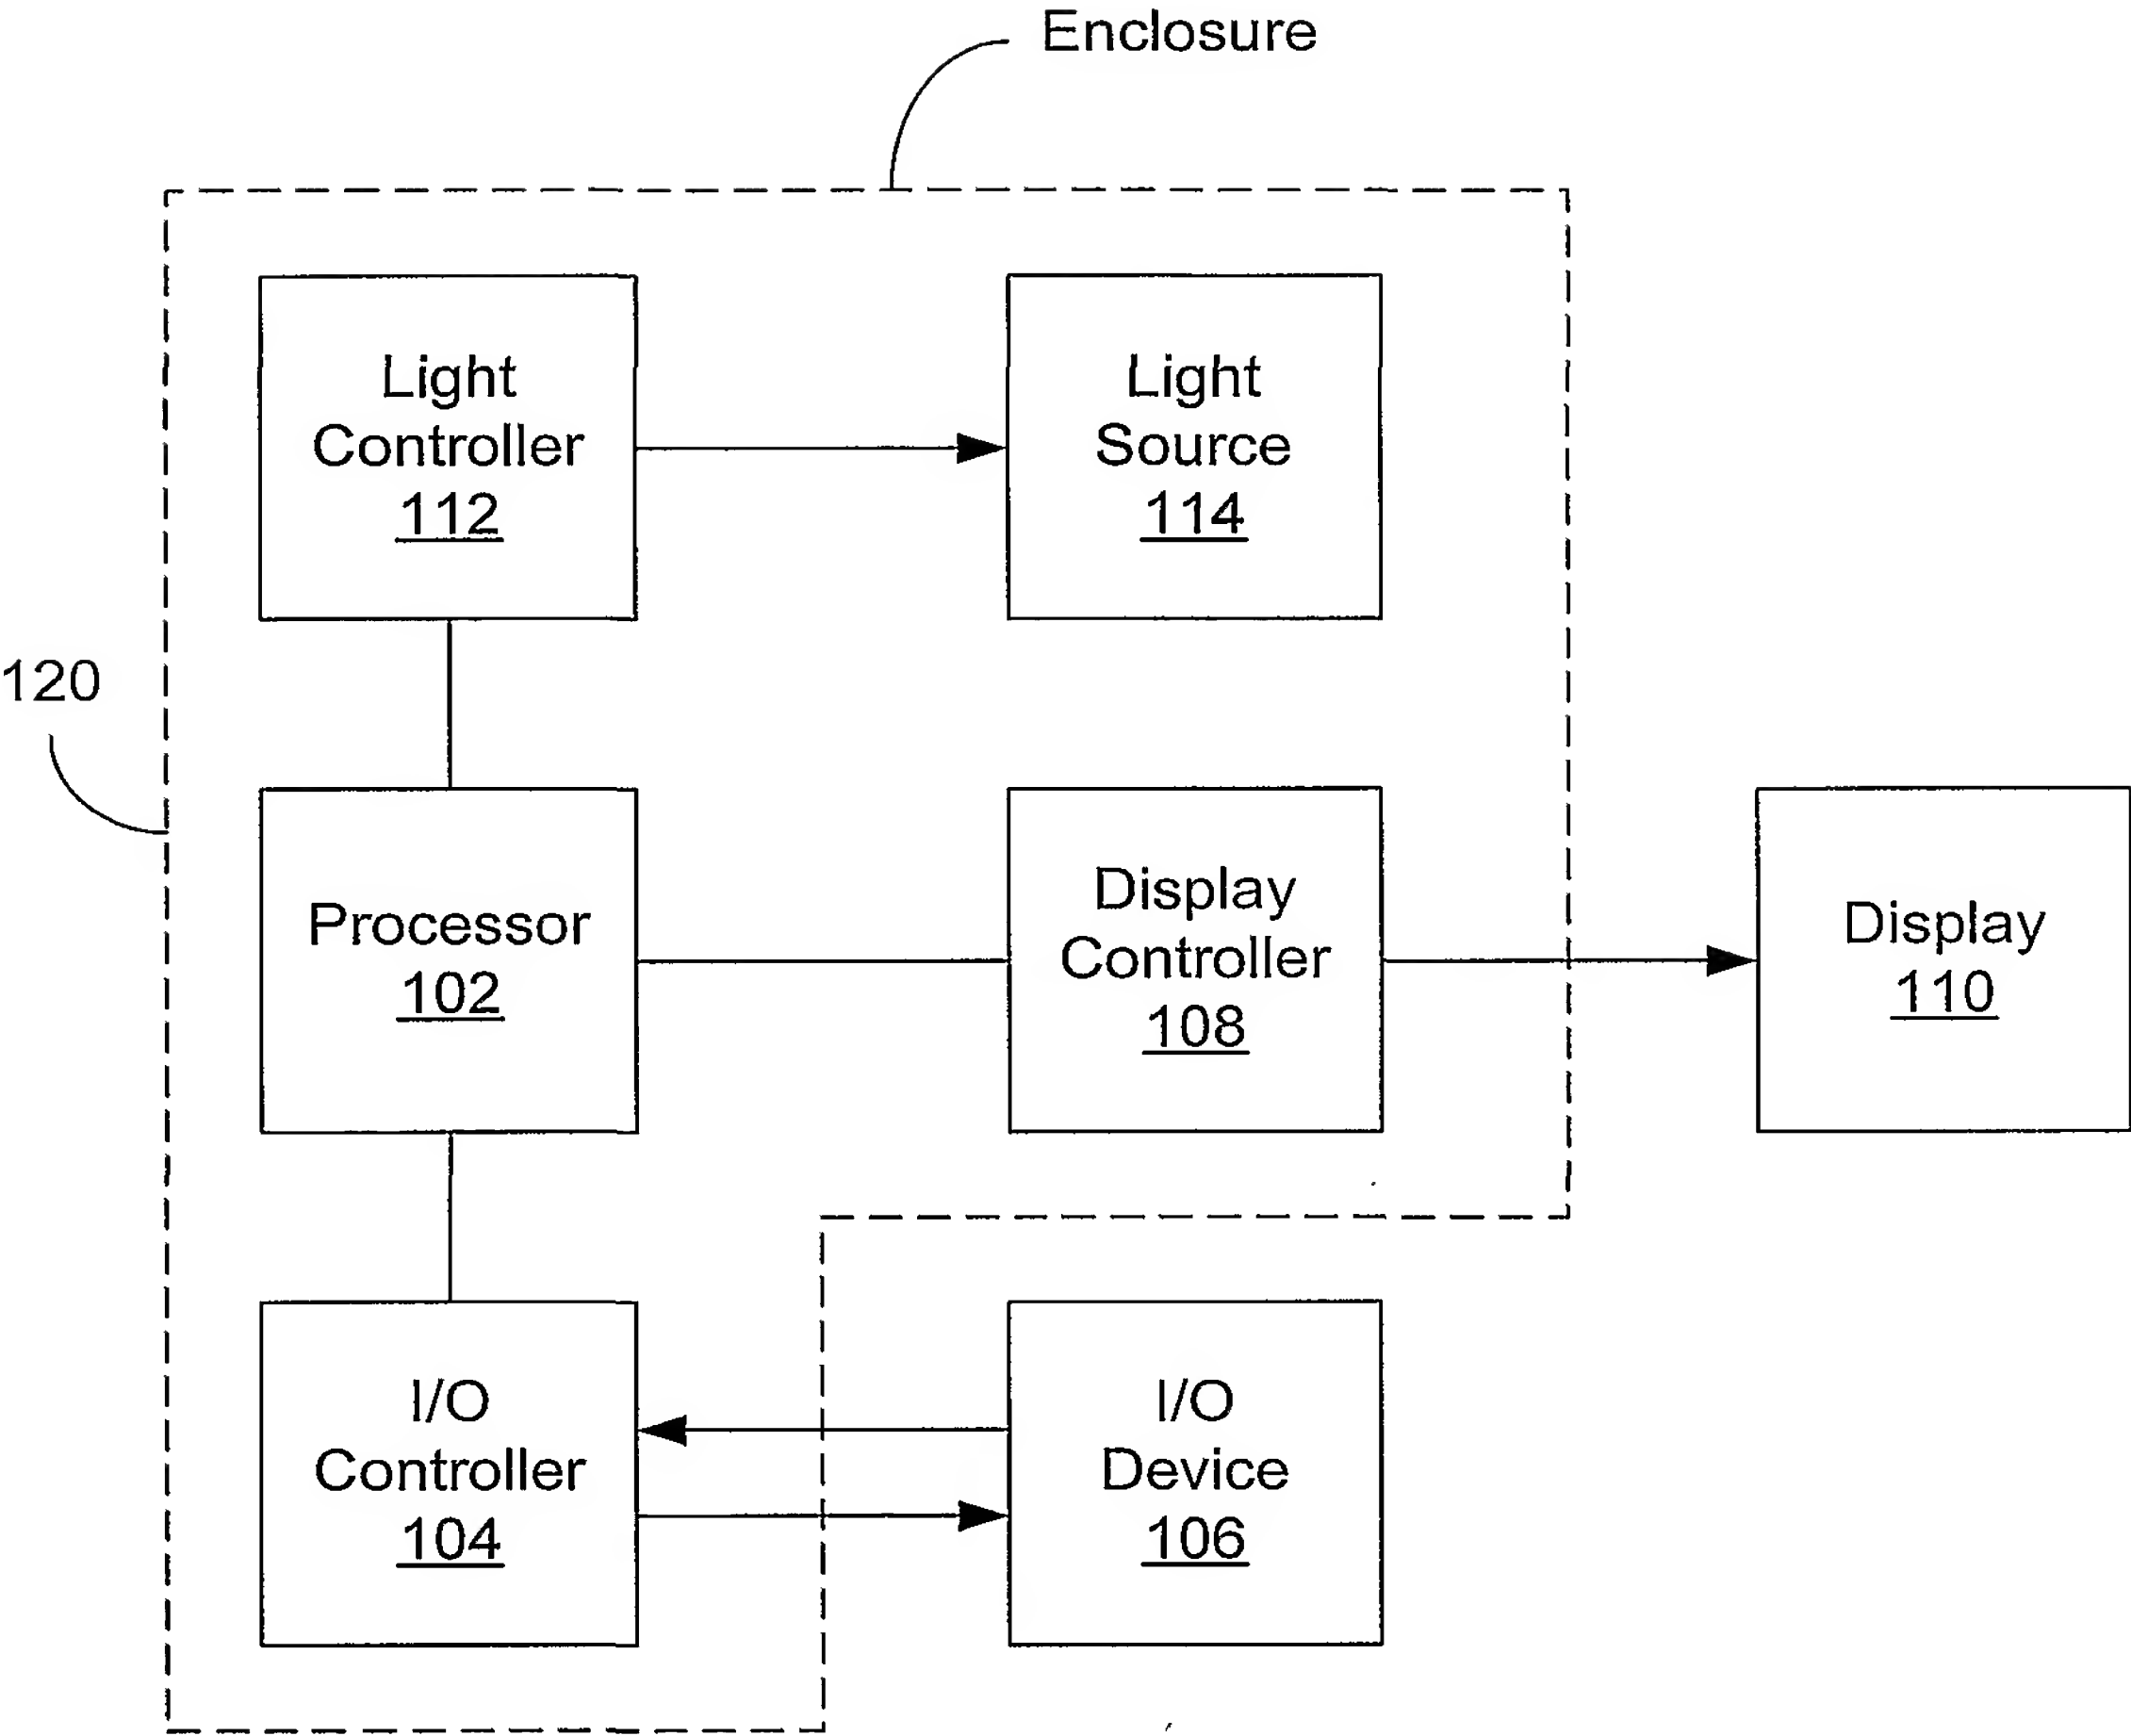 Enclosure
Light
Controller
112
Light
Source
114
120
Processor
102
Display
Controller
108
Display
110
I/O
Controller
104
I/O
Device
106